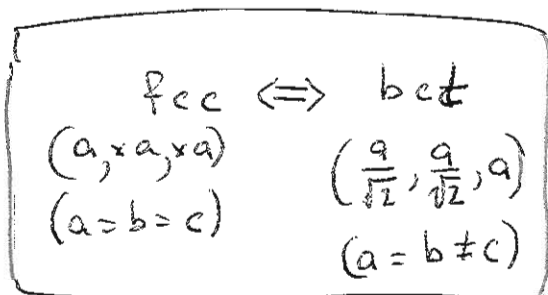 fcc ⇔ bct
(a, × a, × a) (a/√2, a/√2, a)
(a = b = c) (a = b ≠ c)